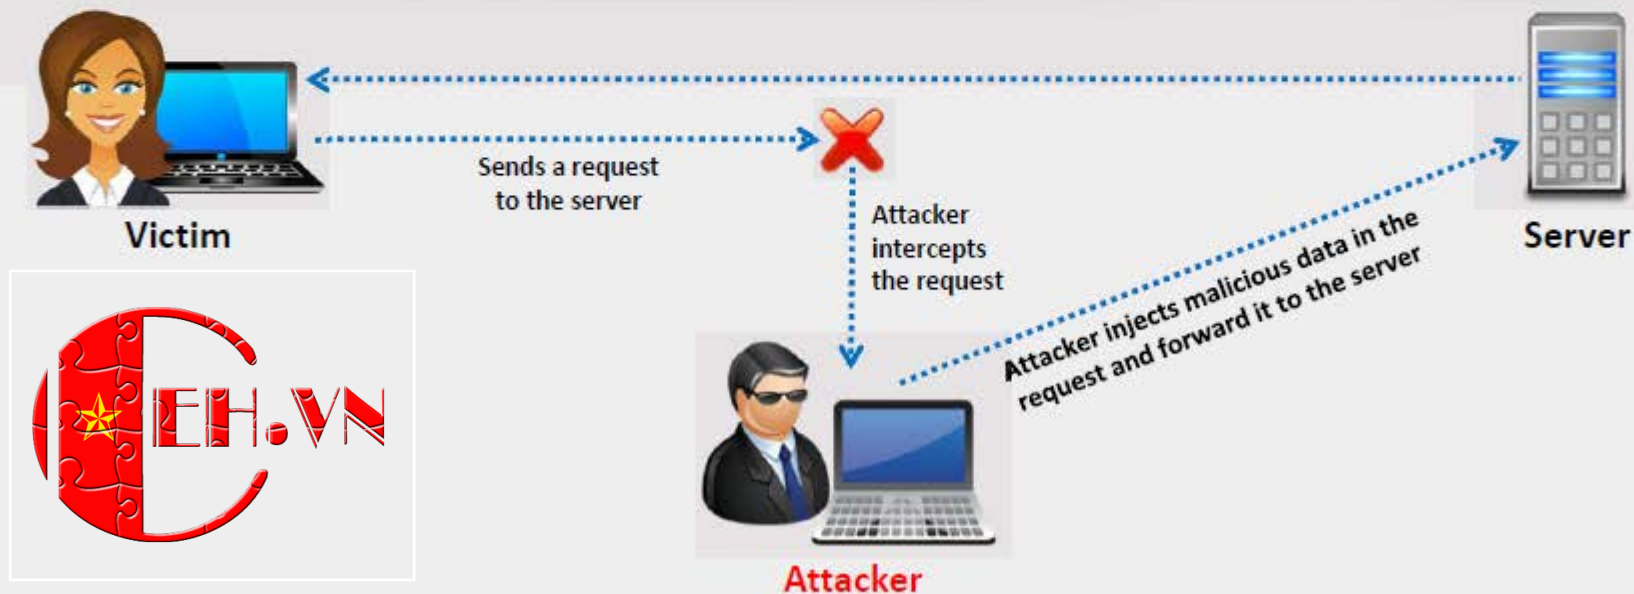 Sends a request
to the server
Victim
Attacker
intercepts
the request
Server
Attacker injects malicious data in the
request and forward it to the server
CEH.VN
Attacker